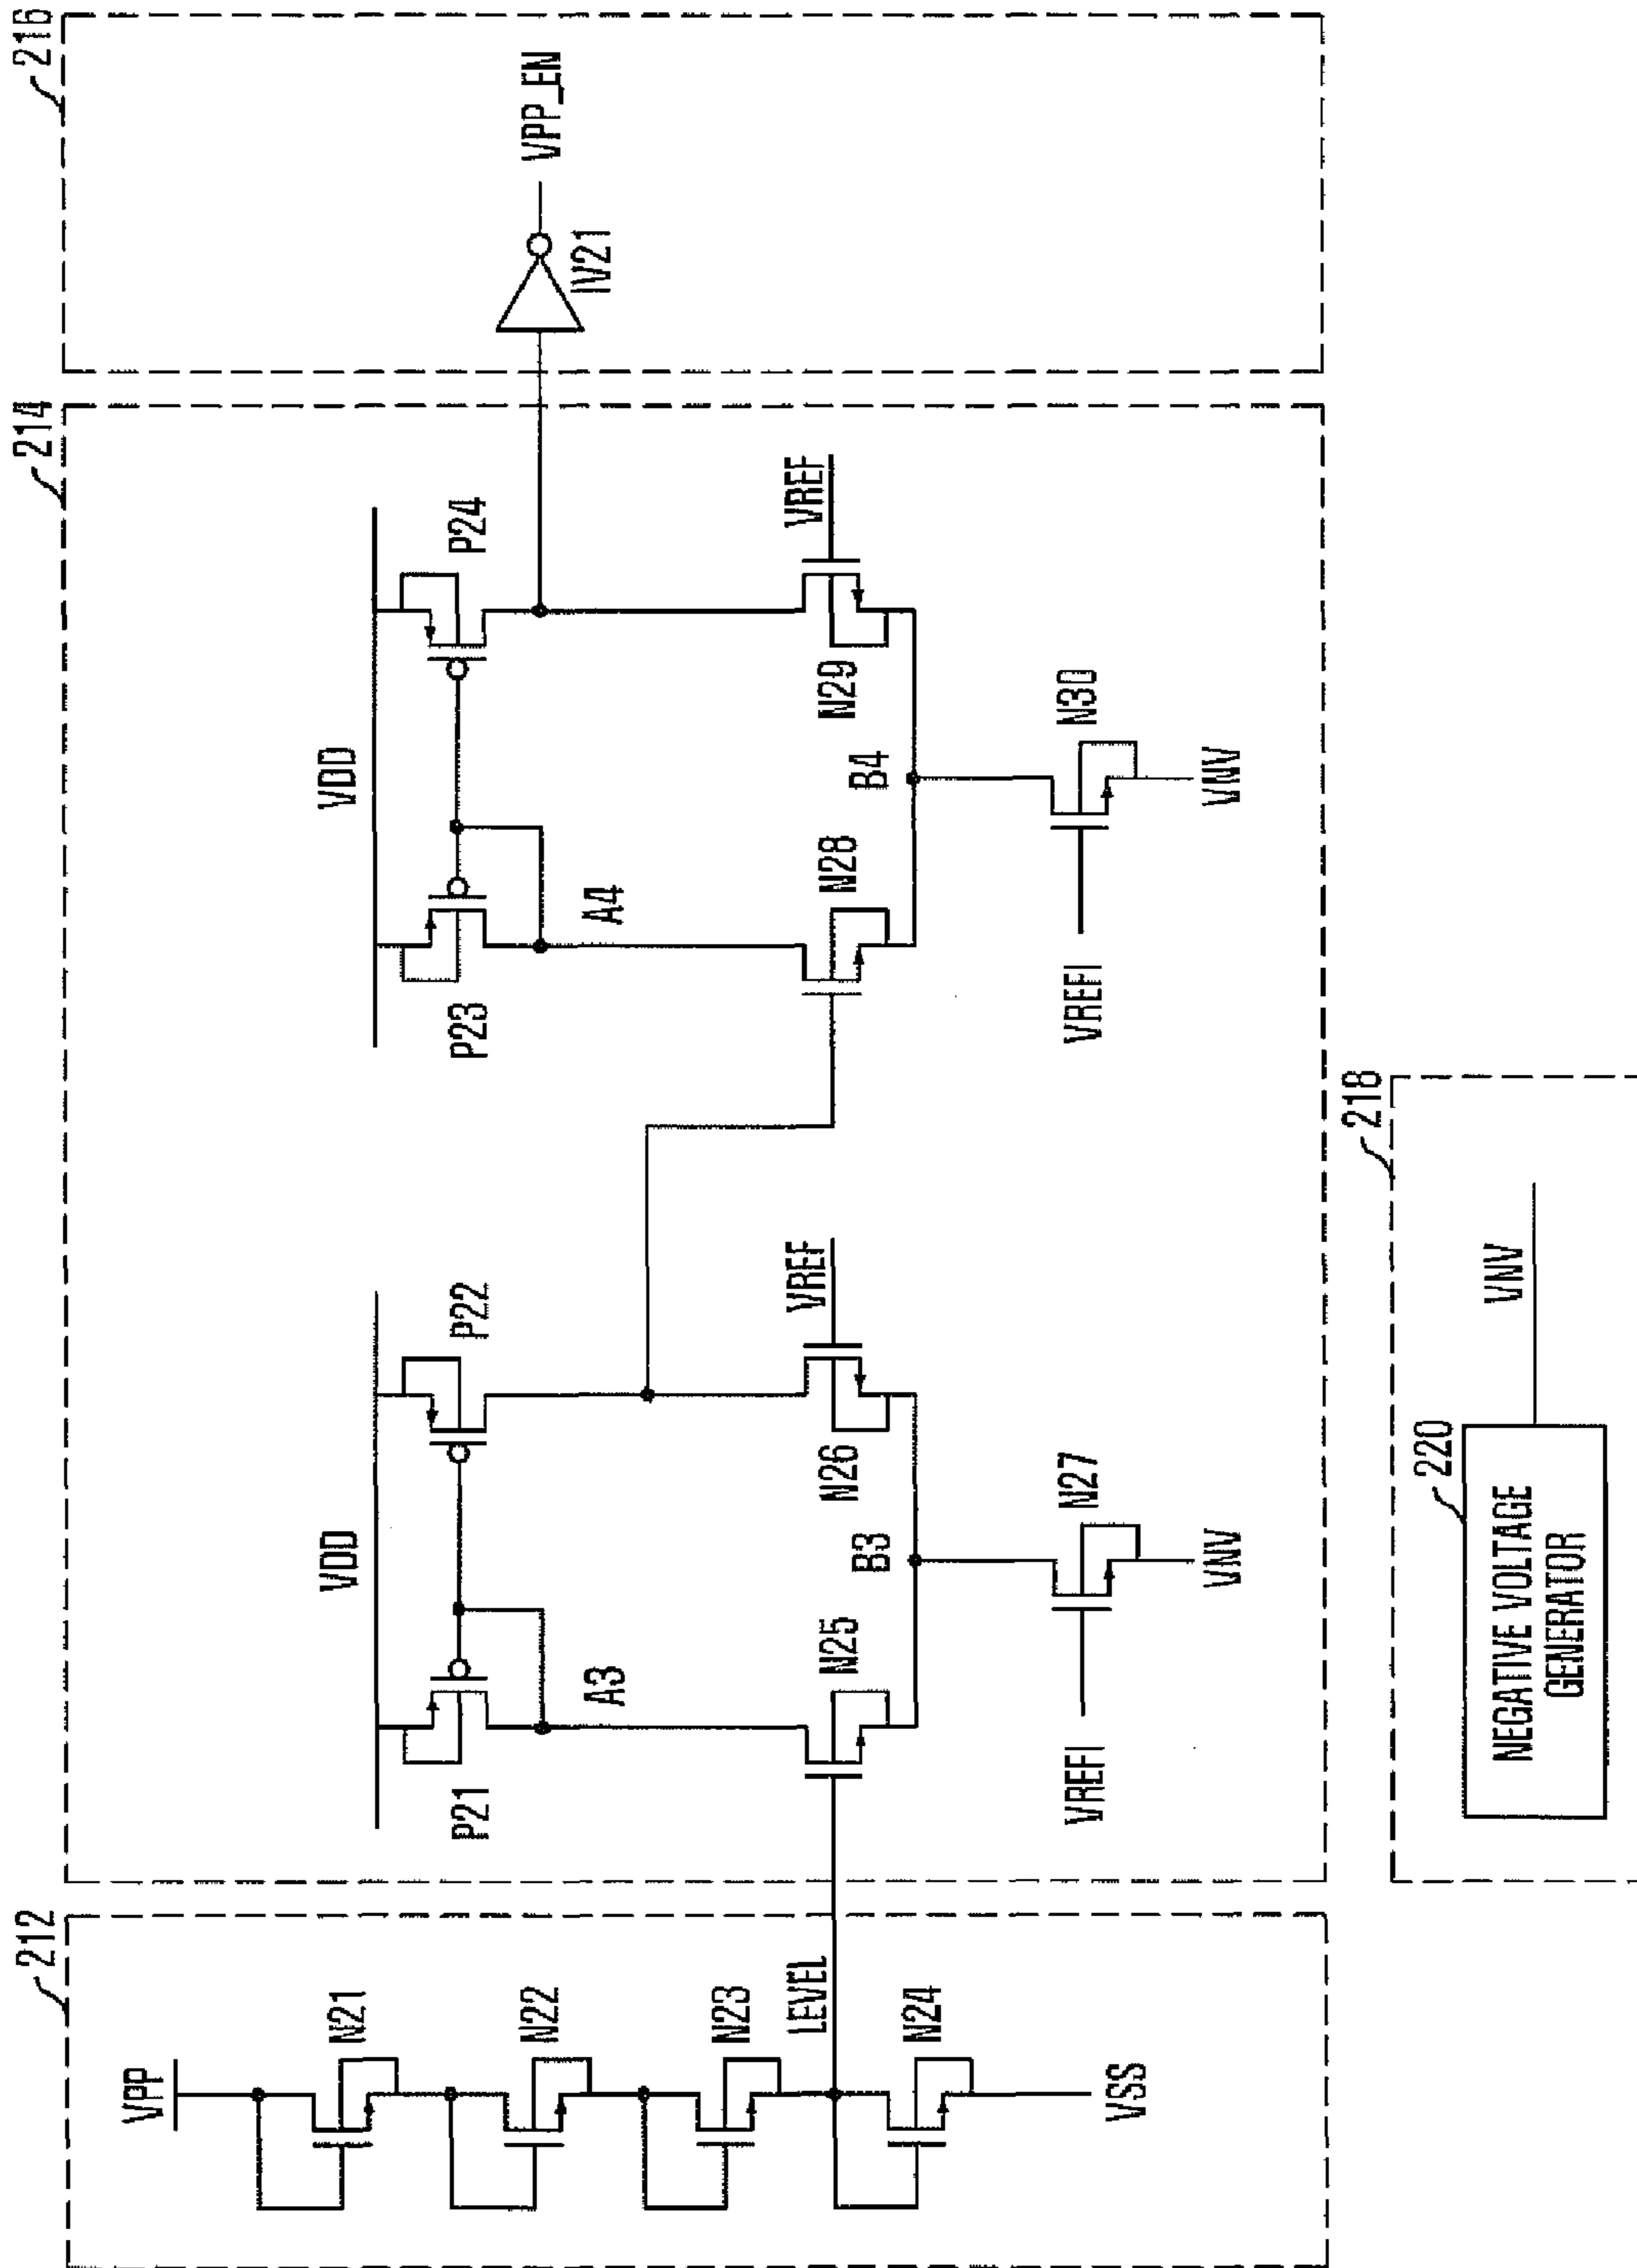 212
VPP
N21
N22
N23
LEVEL
N24
VSS
214
VDD
P21
P22
A3
N25
N26
VREF
B3
VREFI
N27
VNV
VDD
P23
P24
A4
N28
N29
VREF
B4
VREFI
N30
VNV
216
IV21
VPP_EN
218
220
NEGATIVE VOLTAGE
GENERATOR
VNV